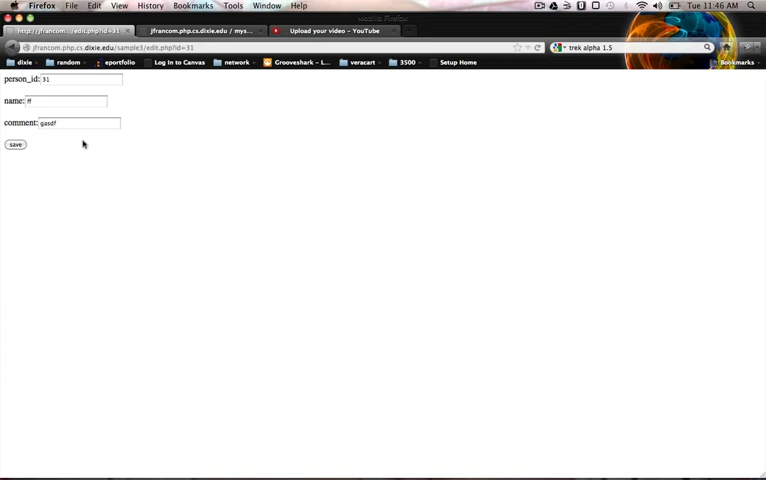 Firefox File Edit View History Bookmarks Tools Window Help Tue 11:46 AM
Mozilla Firefox
http://jfrancom....r/edit.php?id=31 jfrancom.php.cs.dixie.edu / mys... Upload your video - YouTube
jfrancom.php.cs.dixie.edu/sample3/edit.php?id=31 trek alpha 1.5
dixie random eportfolio Log In to Canvas network Grooveshark - L... veracart 3500 Setup Home Bookmarks
person_id: 31
name: ff
comment: gasdf
save